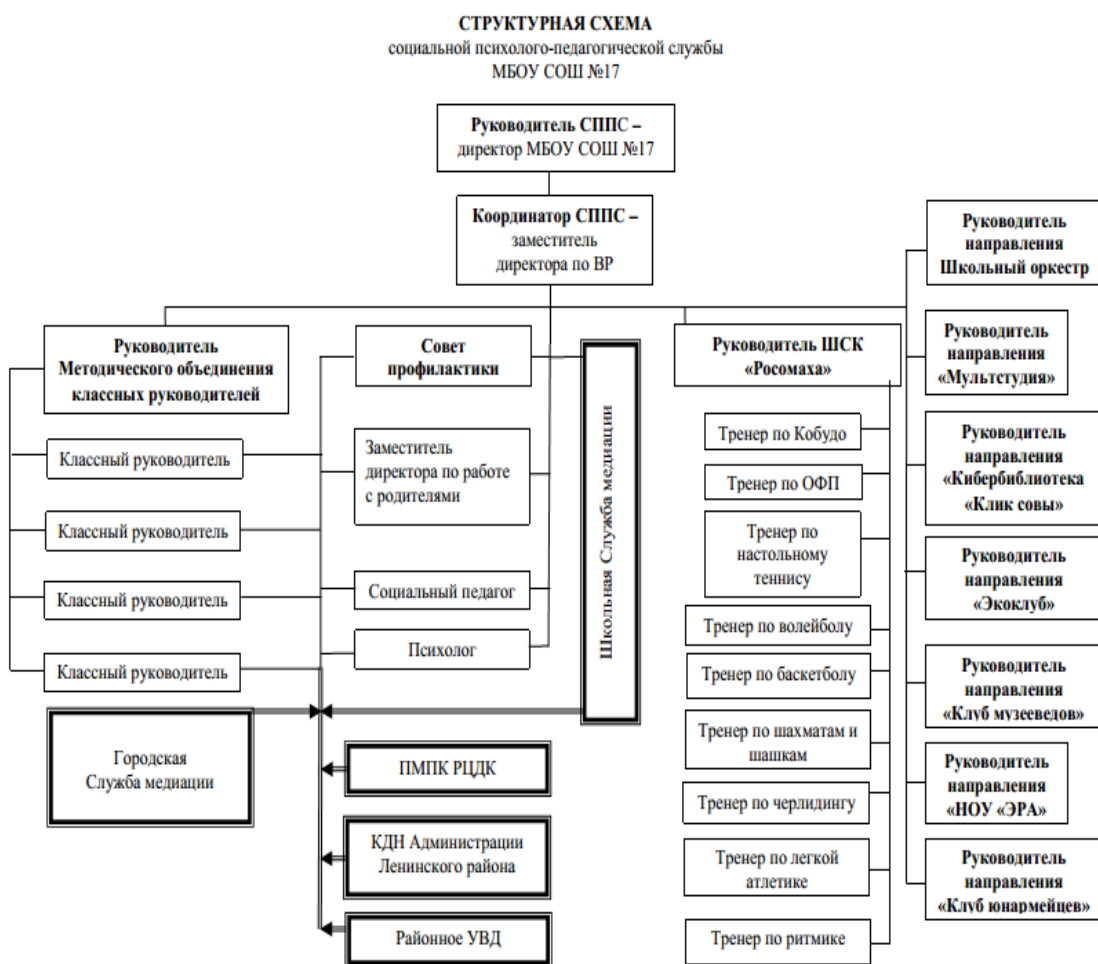 СТРУКТУРНАЯ СХЕМА
социальной психолого-педагогической службы
МБОУ СОШ №17
Руководитель СППС –
директор МБОУ СОШ №17
Координатор СППС –
заместитель
директора по ВР
Руководитель
Методического объединения
классных руководителей
Классный руководитель
Классный руководитель
Классный руководитель
Классный руководитель
Городская
Служба медиации
Совет
профилактики
Заместитель
директора по работе
с родителями
Социальный педагог
Психолог
ПМПК РЦДК
КДН Администрации
Ленинского района
Районное УВД
Школьная Служба медиации
Руководитель ШСК
«Росомаха»
Тренер по Кобудо
Тренер по ОФП
Тренер по
настольному
теннису
Тренер по волейболу
Тренер по баскетболу
Тренер по шахматам и
шашкам
Тренер по черлидингу
Тренер по легкой
атлетике
Тренер по ритмике
Руководитель
направления
Школьный оркестр
Руководитель
направления
«Мультстудия»
Руководитель
направления
«Кибербиблиотека
«Клик совы»
Руководитель
направления
«Экоклуб»
Руководитель
направления
«Клуб музееведов»
Руководитель
направления
«НОУ «ЭРА»
Руководитель
направления
«Клуб юнармейцев»